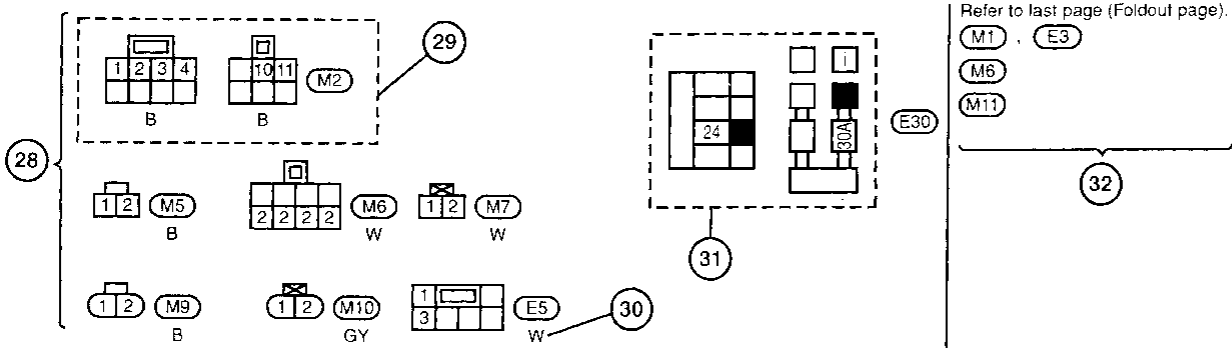 Refer to last page (Foldout page).
M1 , E3
M6
M11
32
28
29
1 2 3 4
B
10 11
B
M2
1 2
M5
B
2 2 2 2
M6
W
1 2
M7
W
1 2
M9
B
1 2
M10
GY
1
3
E5
W
30
24
i
30A
E30
31